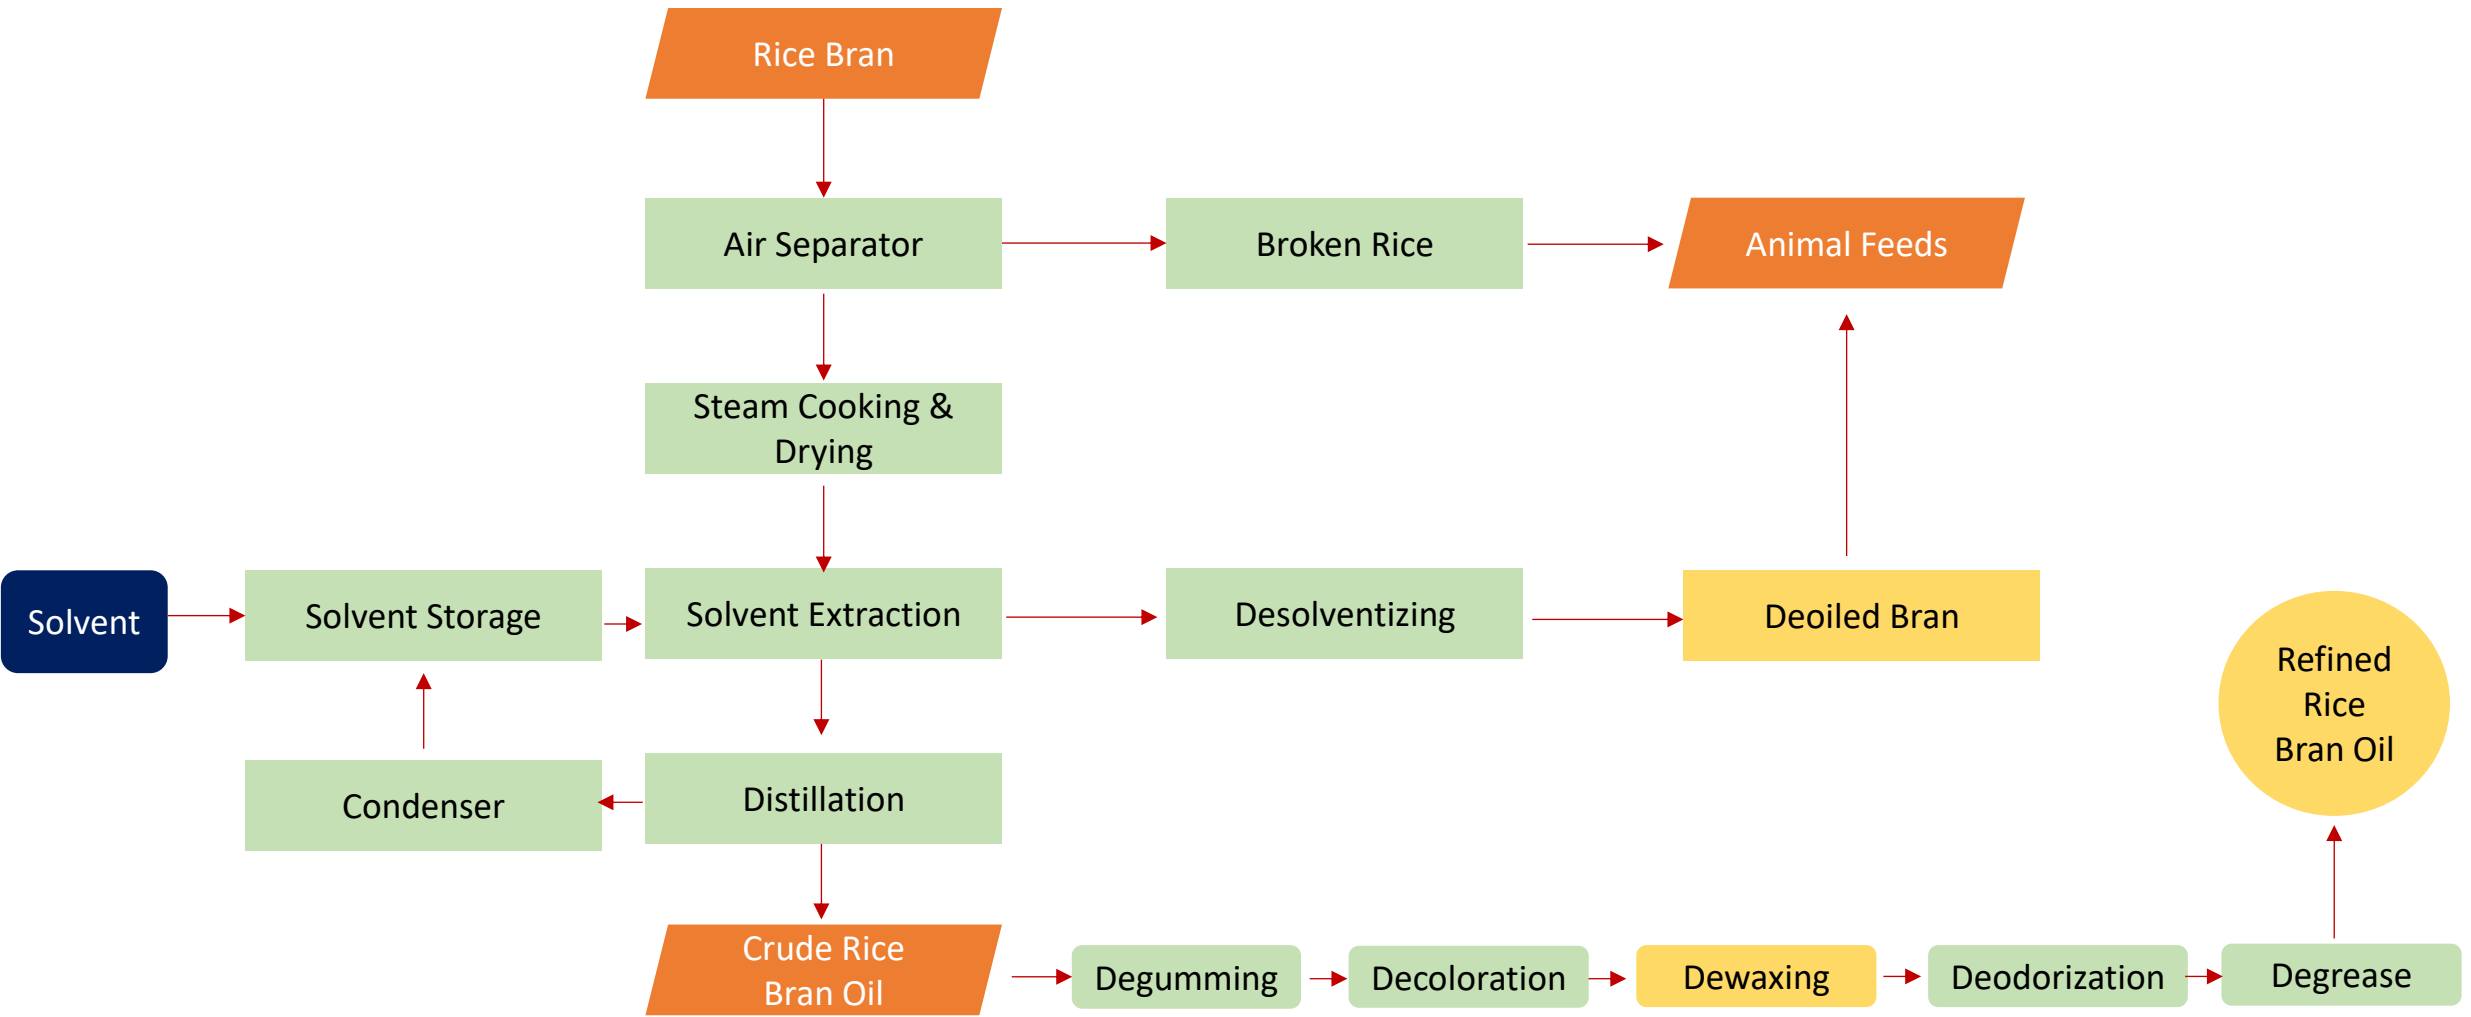 Rice Bran
Air Separator
Broken Rice
Animal Feeds
Steam Cooking &
Drying
Solvent
Solvent Storage
Solvent Extraction
Desolventizing
Deoiled Bran
Refined
Rice
Bran Oil
Condenser
Distillation
Crude Rice
Bran Oil
Degumming
Decoloration
Dewaxing
Deodorization
Degrease